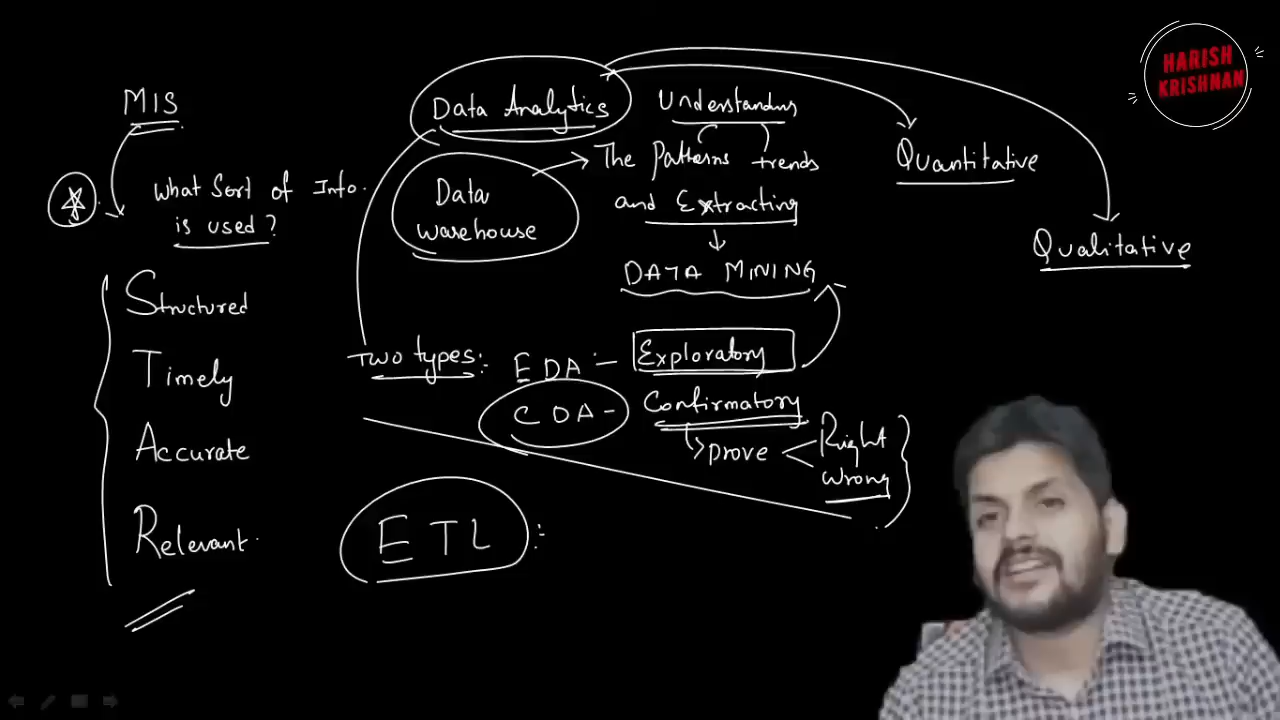 HARISH
KRISHNAN
MIS
What Sort of Info.
is used?
Structured
Timely
Accurate
Relevant.
Data Analytics
Data
warehouse
Understanding
The Patterns trends
and Extracting
DATA MINING
Quantitative
Qualitative
Two types:-
EDA:- Exploratory
CDA- Confirmatory
prove Right
wrong
ETL:-